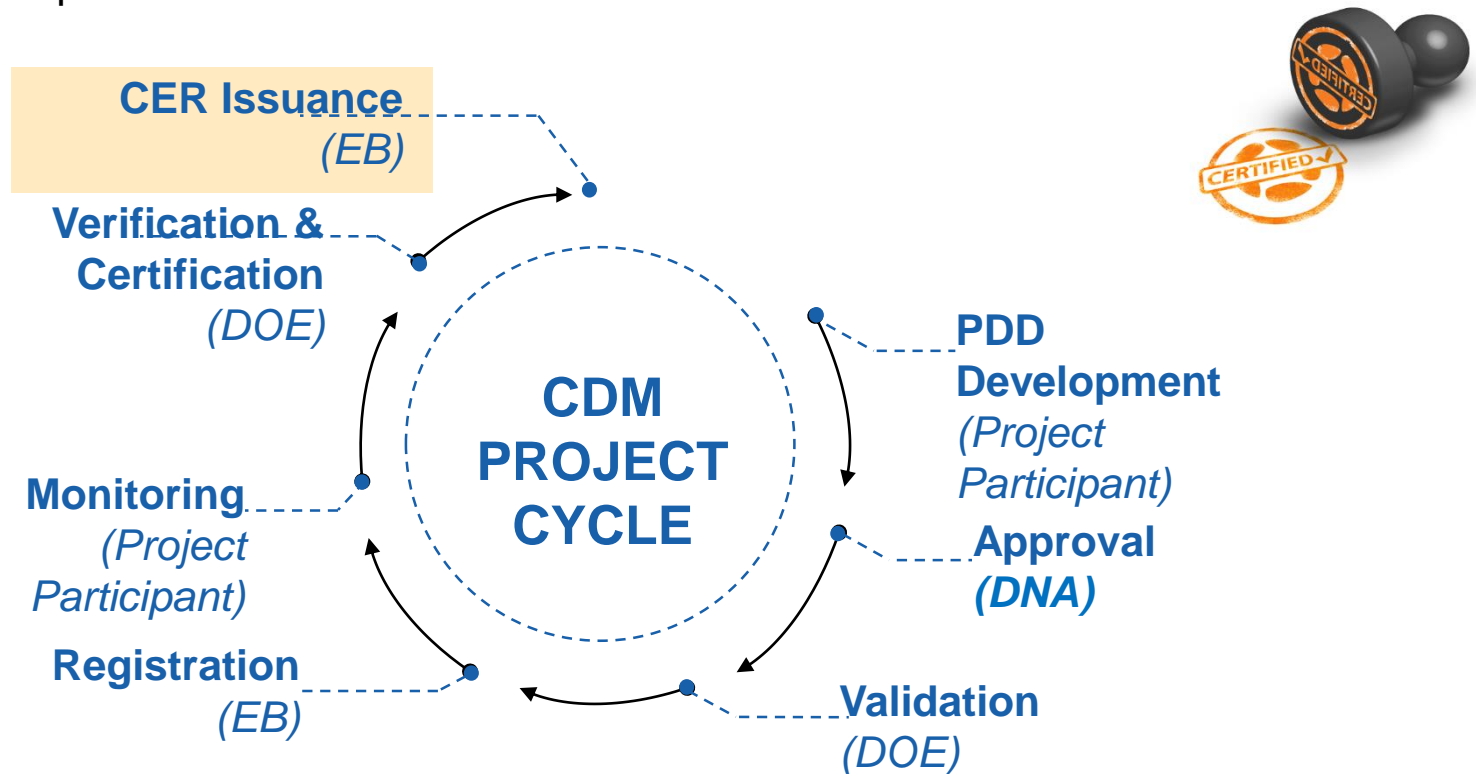 CER Issuance
(EB)
Verification &
Certification
(DOE)
Monitoring
(Project
Participant)
Registration
(EB)
CDM
PROJECT
CYCLE
PDD
Development
(Project
Participant)
Approval
(DNA)
Validation
(DOE)
CERTIFIED
CERTIFIED